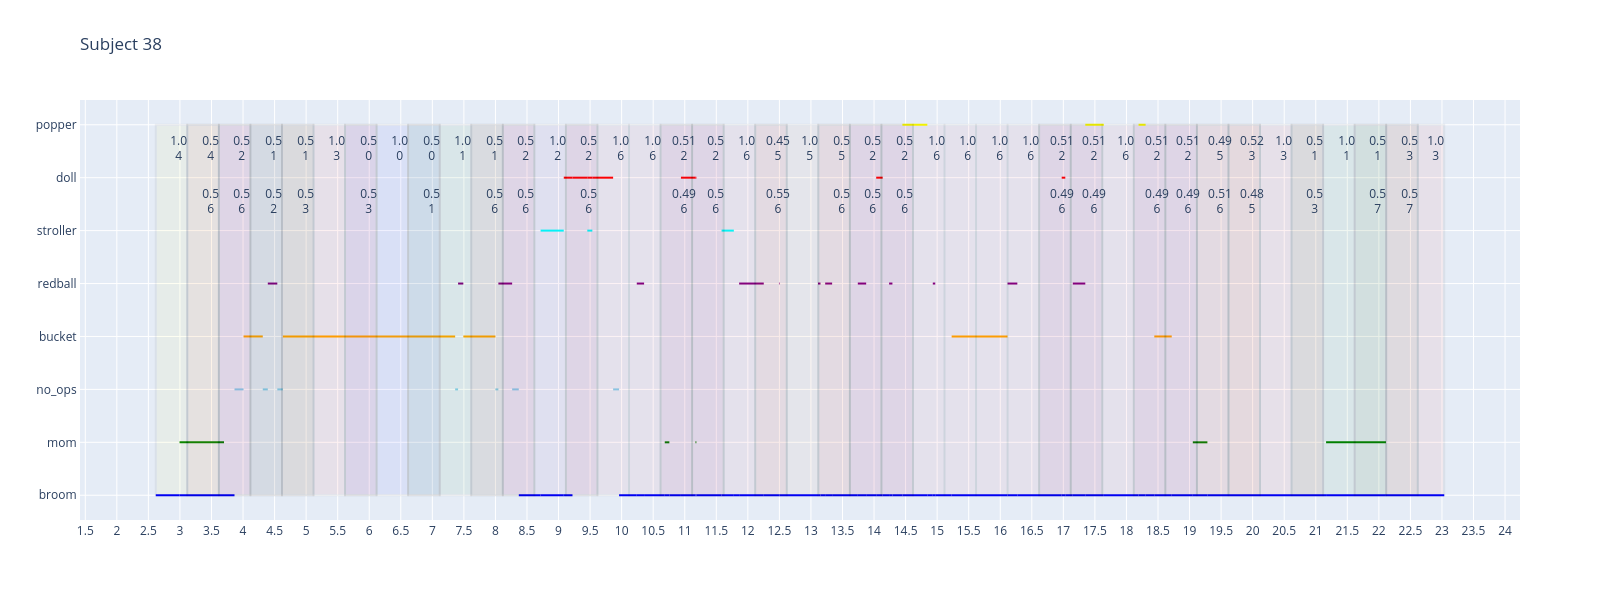 Subject 38
popper
1.0 0.5 0.5 0.5 0.5 1.0 0.5 1.0 0.5 1.0 0.5 0.5 1.0 0.5 1.0 1.0 0.51 0.5 1.0 0.45 1.0 0.5 0.5 0.5 1.0 1.0 1.0 1.0 0.51 0.51 1.0 0.51 0.51 0.49 0.52 1.0 0.5 1.0 0.5 0.5 1.0
4 4 2 1 1 3 0 0 0 1 1 2 2 2 6 6 2 2 6 5 5 5 2 2 6 6 6 6 2 2 6 2 2 5 3 3 1 1 1 3 3
doll
0.5 0.5 0.5 0.5 0.5 0.5 0.5 0.5 0.5 0.49 0.5 0.55 0.5 0.5 0.5 0.49 0.49 0.49 0.49 0.51 0.48 0.5 0.5 0.5
6 6 2 3 3 1 6 6 6 6 6 6 6 6 6 6 6 6 6 6 5 3 7 7
stroller
redball
bucket
no_ops
mom
broom
1.5 2 2.5 3 3.5 4 4.5 5 5.5 6 6.5 7 7.5 8 8.5 9 9.5 10 10.5 11 11.5 12 12.5 13 13.5 14 14.5 15 15.5 16 16.5 17 17.5 18 18.5 19 19.5 20 20.5 21 21.5 22 22.5 23 23.5 24